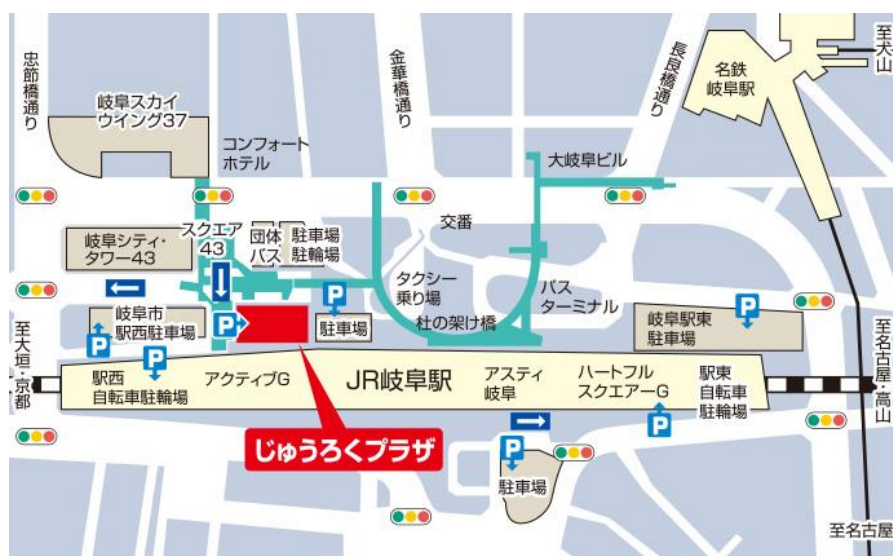 忠節橋通り
金華橋通り
長良橋通り
至犬山
名鉄
岐阜駅
岐阜スカイ
ウイング37
コンフォート
ホテル
大岐阜ビル
交番
岐阜シティ・
タワー43
スクエア
43
団体
バス
駐車場
駐輪場
タクシー
乗り場
バス
ターミナル
杜の架け橋
岐阜市
駅西駐車場
P
P
P
P
駐車場
岐阜駅東
駐車場
P
至大垣・京都
至名古屋・高山
駅西
自転車駐輪場
アクティブG
JR岐阜駅
アスティ
岐阜
ハートフル
スクエアーG
P
駅東
自転車
駐輪場
じゅうろくプラザ
P
駐車場
至名古屋